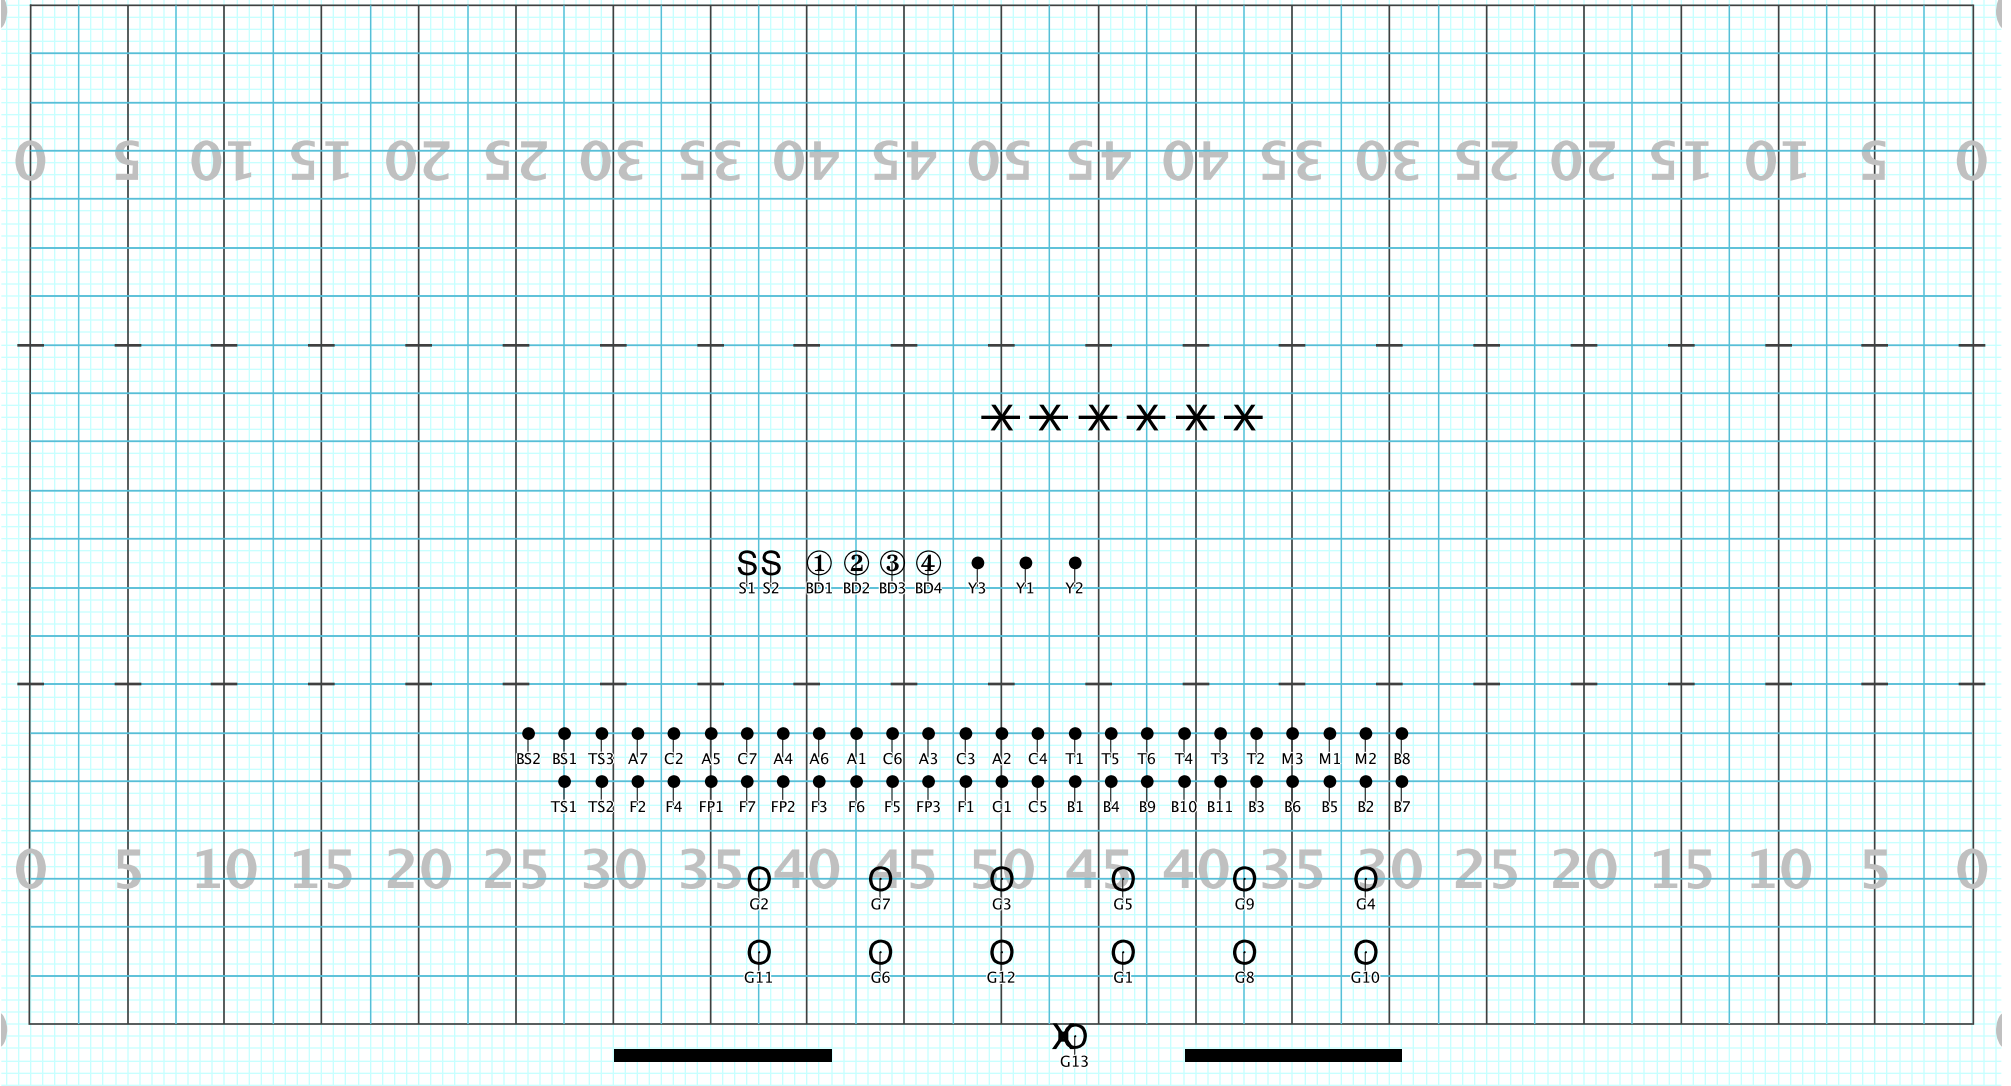 0 5 10 15 20 25 30 35 40 45 50 45 40 35 30 25 20 15 10 5 0
S S ① ② ③ ④
S1 S2 BD1 BD2 BD3 BD4 Y3 Y1 Y2
BS2 BS1 TS3 A7 C2 A5 C7 A4 A6 A1 C6 A3 C3 A2 C4 T1 T5 T6 T4 T3 T2 M3 M1 M2 B8
TS1 TS2 F2 F4 FP1 F7 FP2 F3 F6 F5 FP3 F1 C1 C5 B1 B4 B9 B10 B11 B3 B6 B5 B2 B7
0 5 10 15 20 25 30 35 40 45 50 45 40 35 30 25 20 15 10 5 0
O O O O O O
G2 G7 G3 G5 G9 G4
O O O O O O
G11 G6 G12 G1 G8 G10
X O
G13